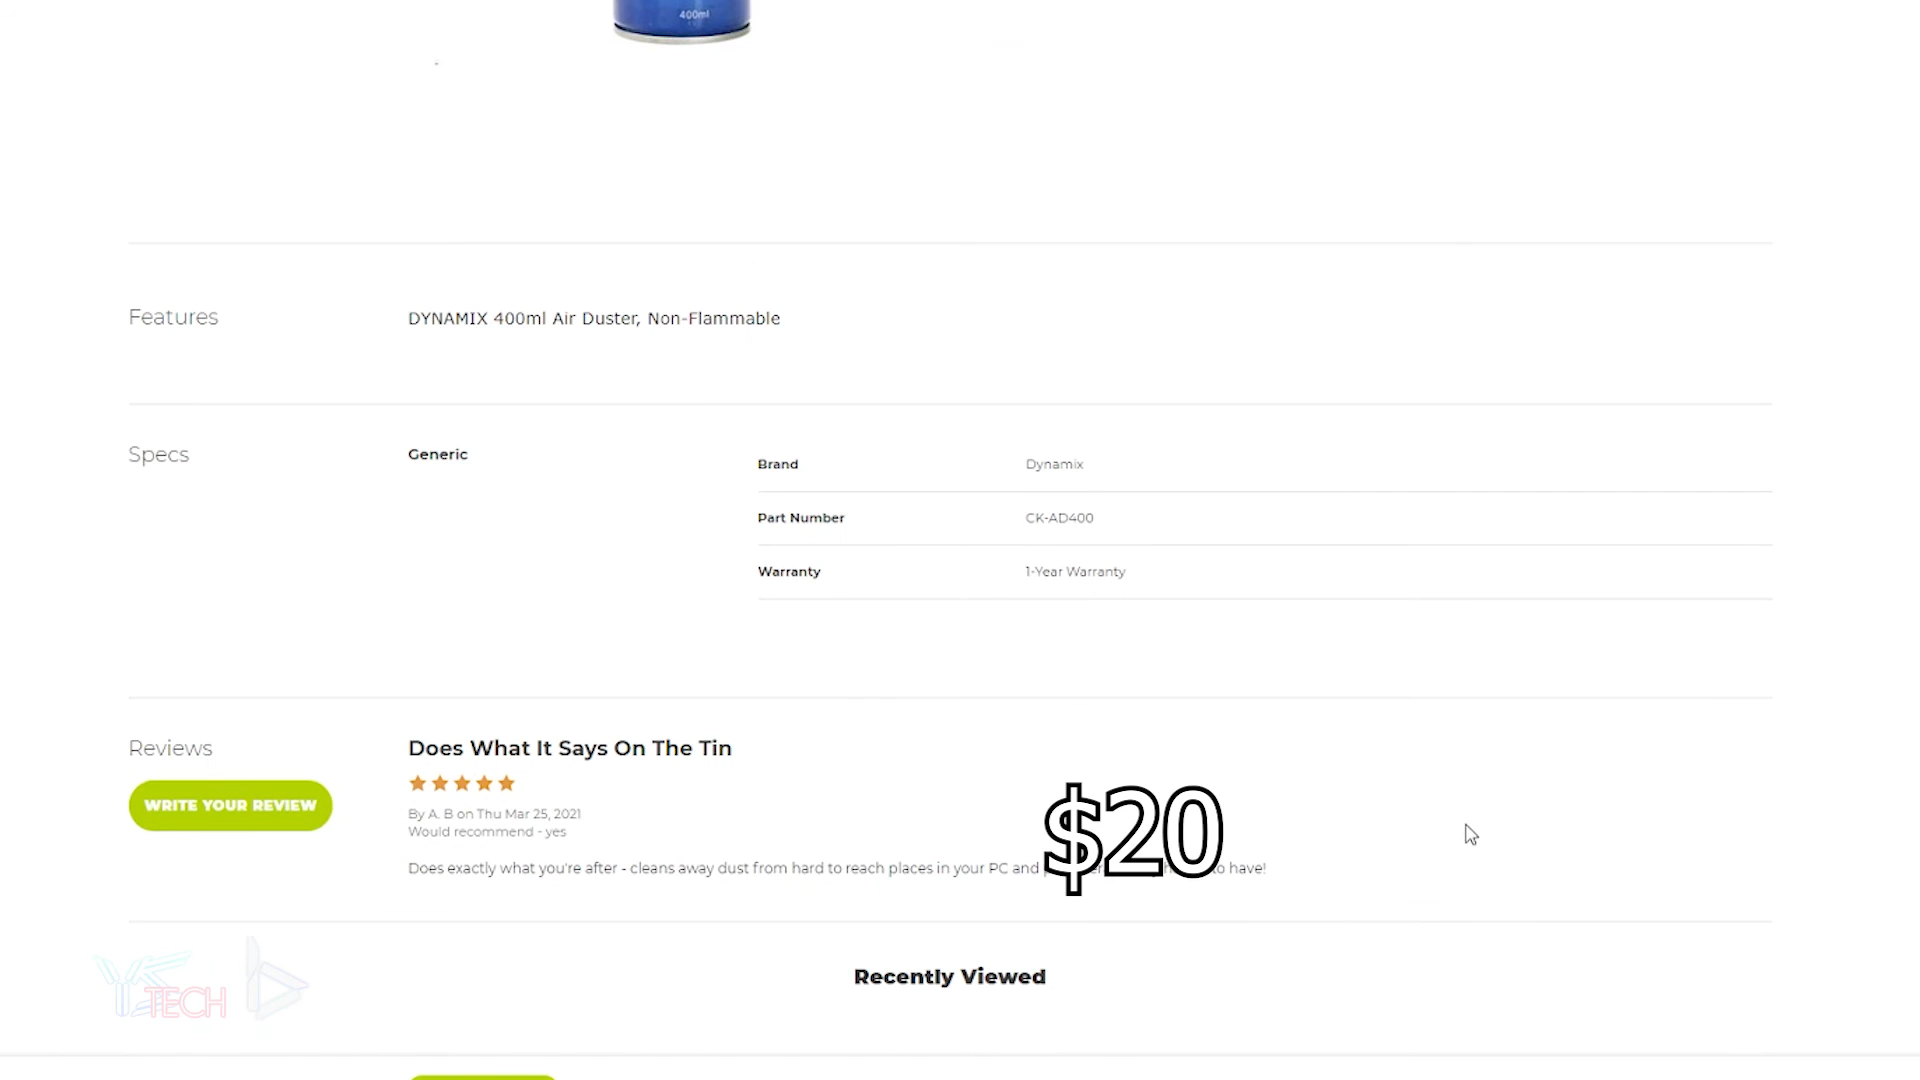 400ml
Features
DYNAMIX 400ml Air Duster, Non-Flammable
Specs
Generic
Brand
Dynamix
Part Number
CK-AD400
Warranty
1-Year Warranty
Reviews
WRITE YOUR REVIEW
Does What It Says On The Tin
By A. B on Thu Mar 25, 2021
Would recommend - yes
Does exactly what you're after - cleans away dust from hard to reach places in your PC and to have!
$20
Recently Viewed
TECH